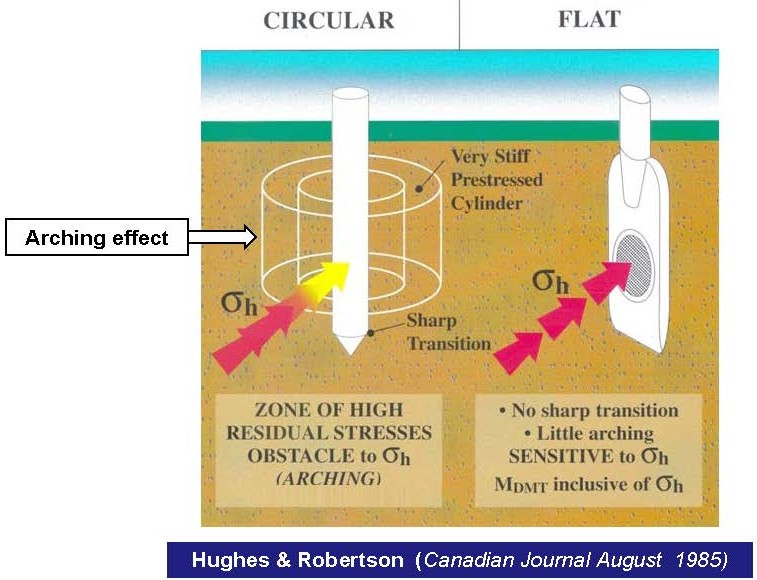 CIRCULAR
FLAT
Very Stiff
Prestressed
Cylinder
Arching effect
σh
σh
Sharp
Transition
ZONE OF HIGH
RESIDUAL STRESSES
OBSTACLE to σh
(ARCHING)
• No sharp transition
• Little arching
SENSITIVE to σh
MDMT inclusive of σh
Hughes & Robertson (Canadian Journal August 1985)